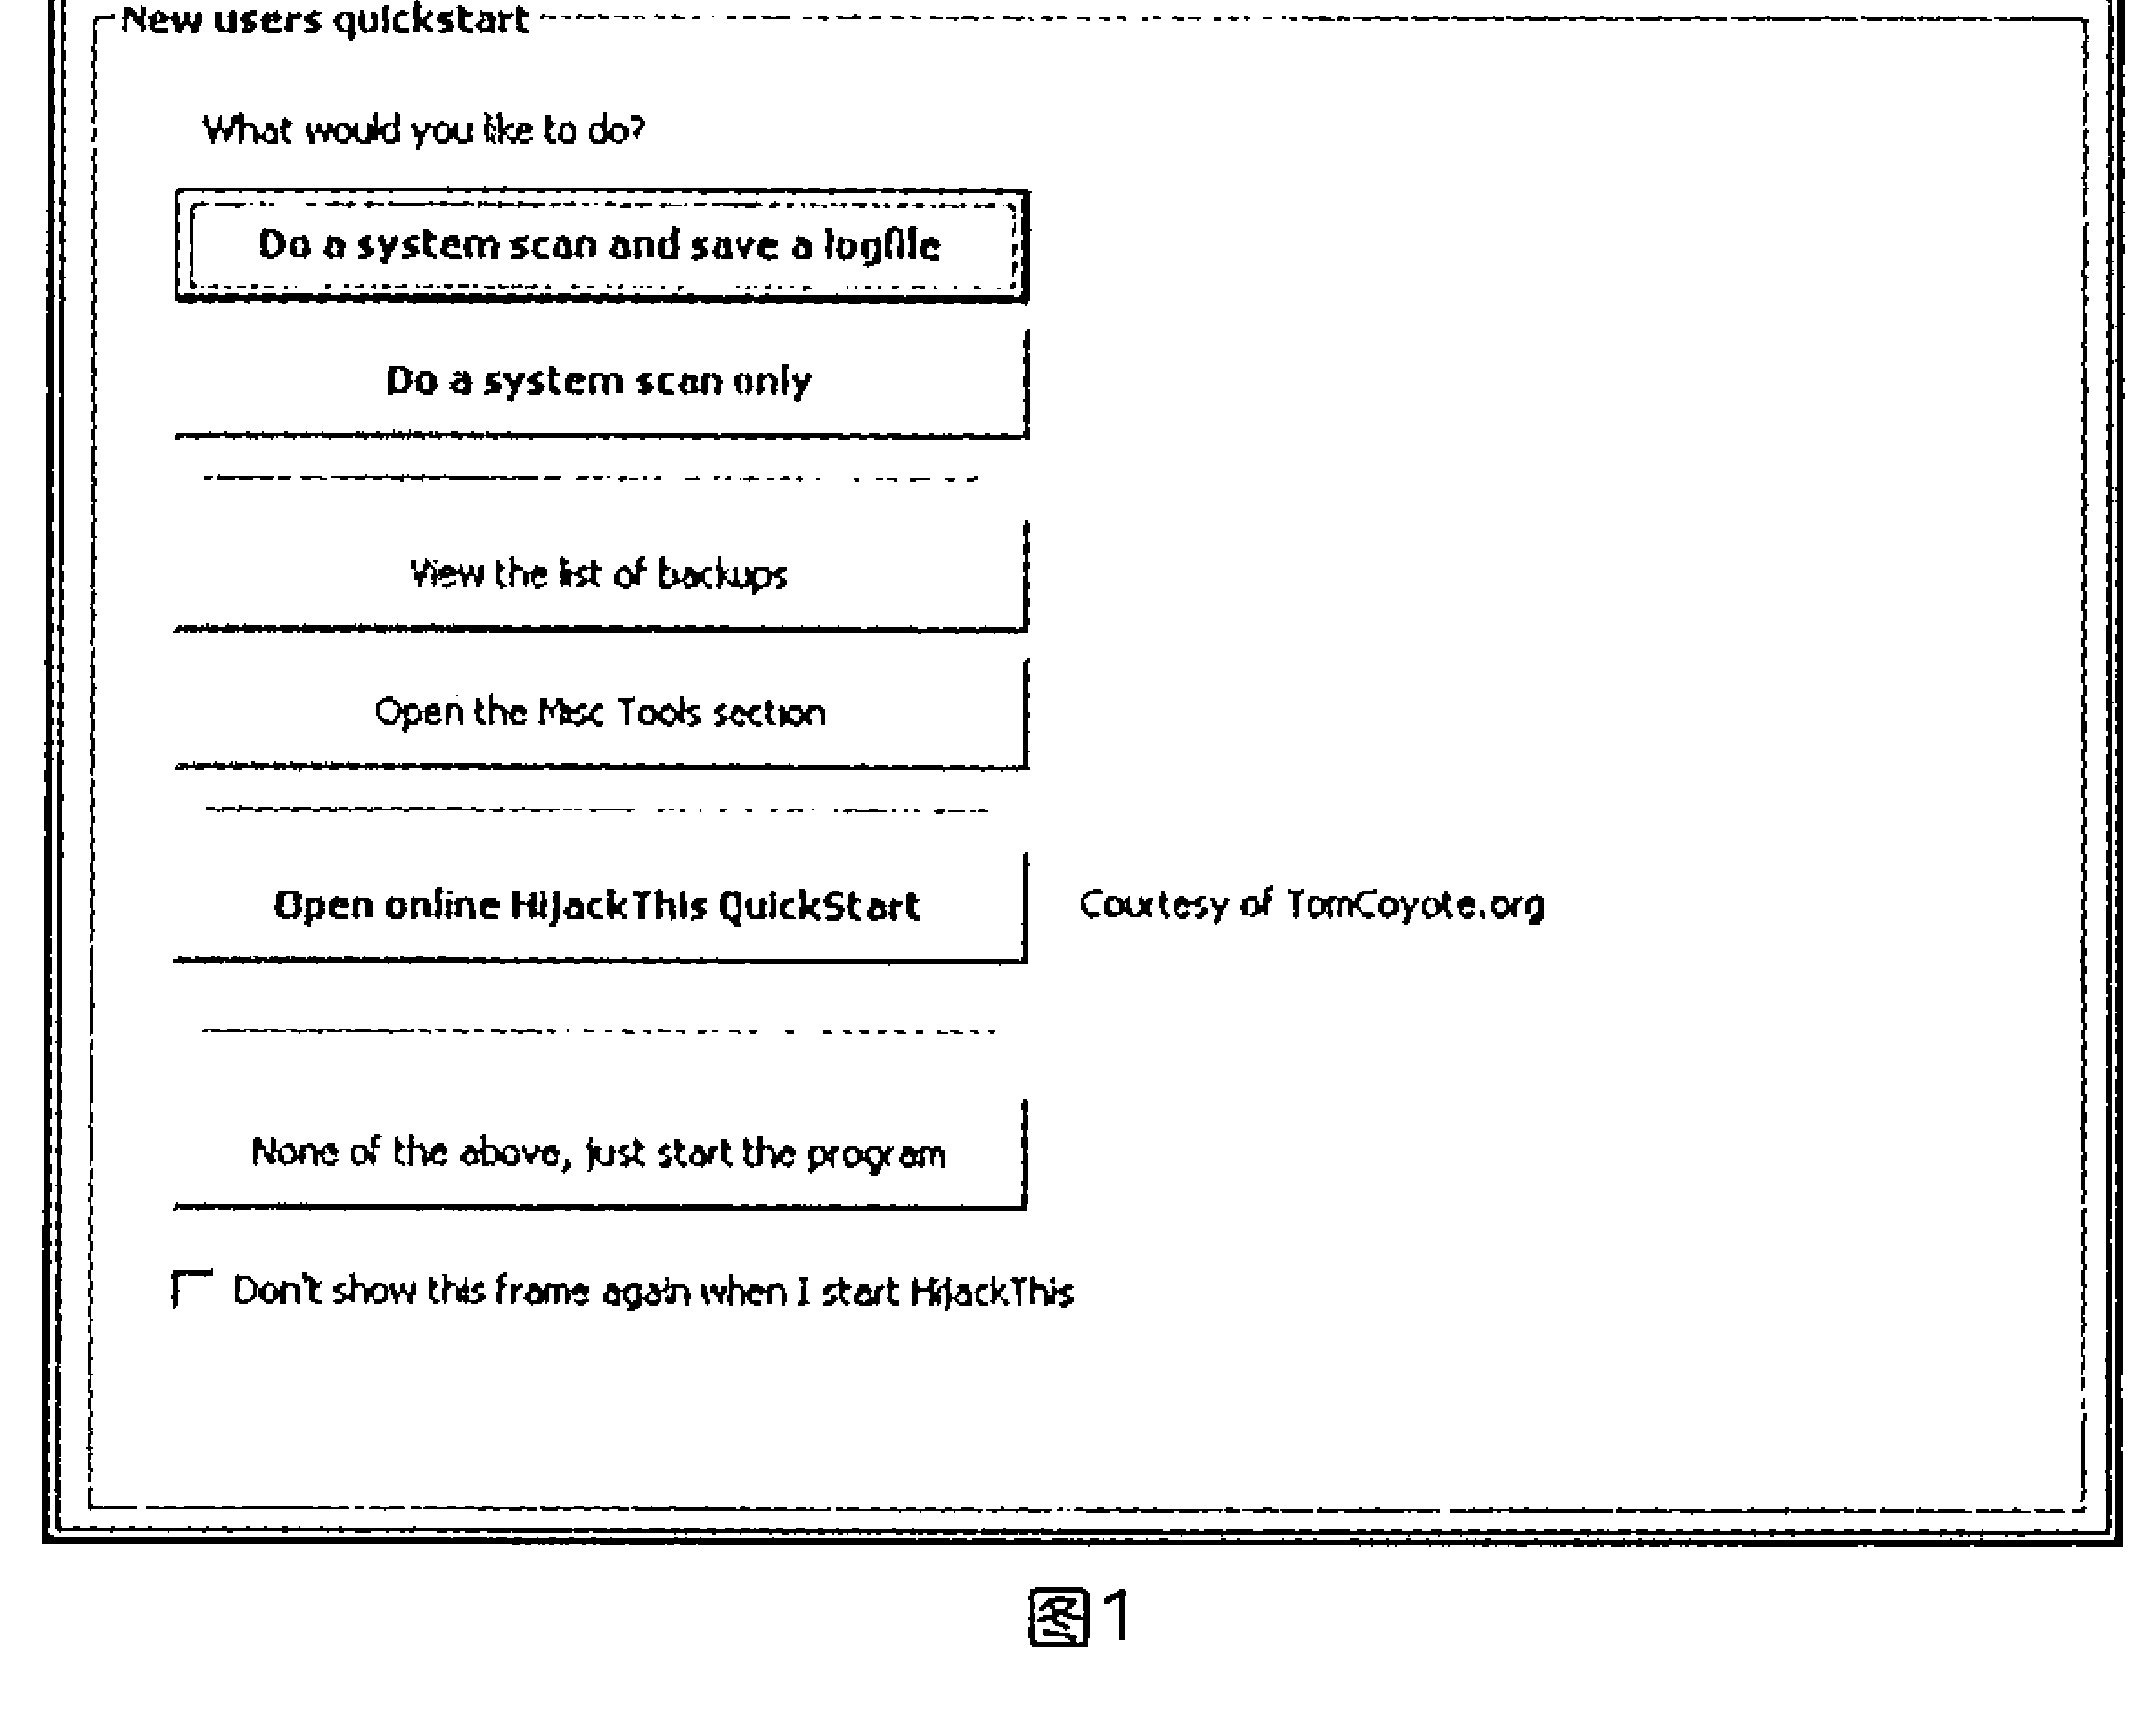 New users quickstart
What would you like to do?
Do a system scan and save a logfile
Do a system scan only
View the list of backups
Open the Misc Tools section
Open online HiJackThis QuickStart
Courtesy of TomCoyote.org
None of the above, just start the program
Don't show this frame again when I start HijackThis
图1